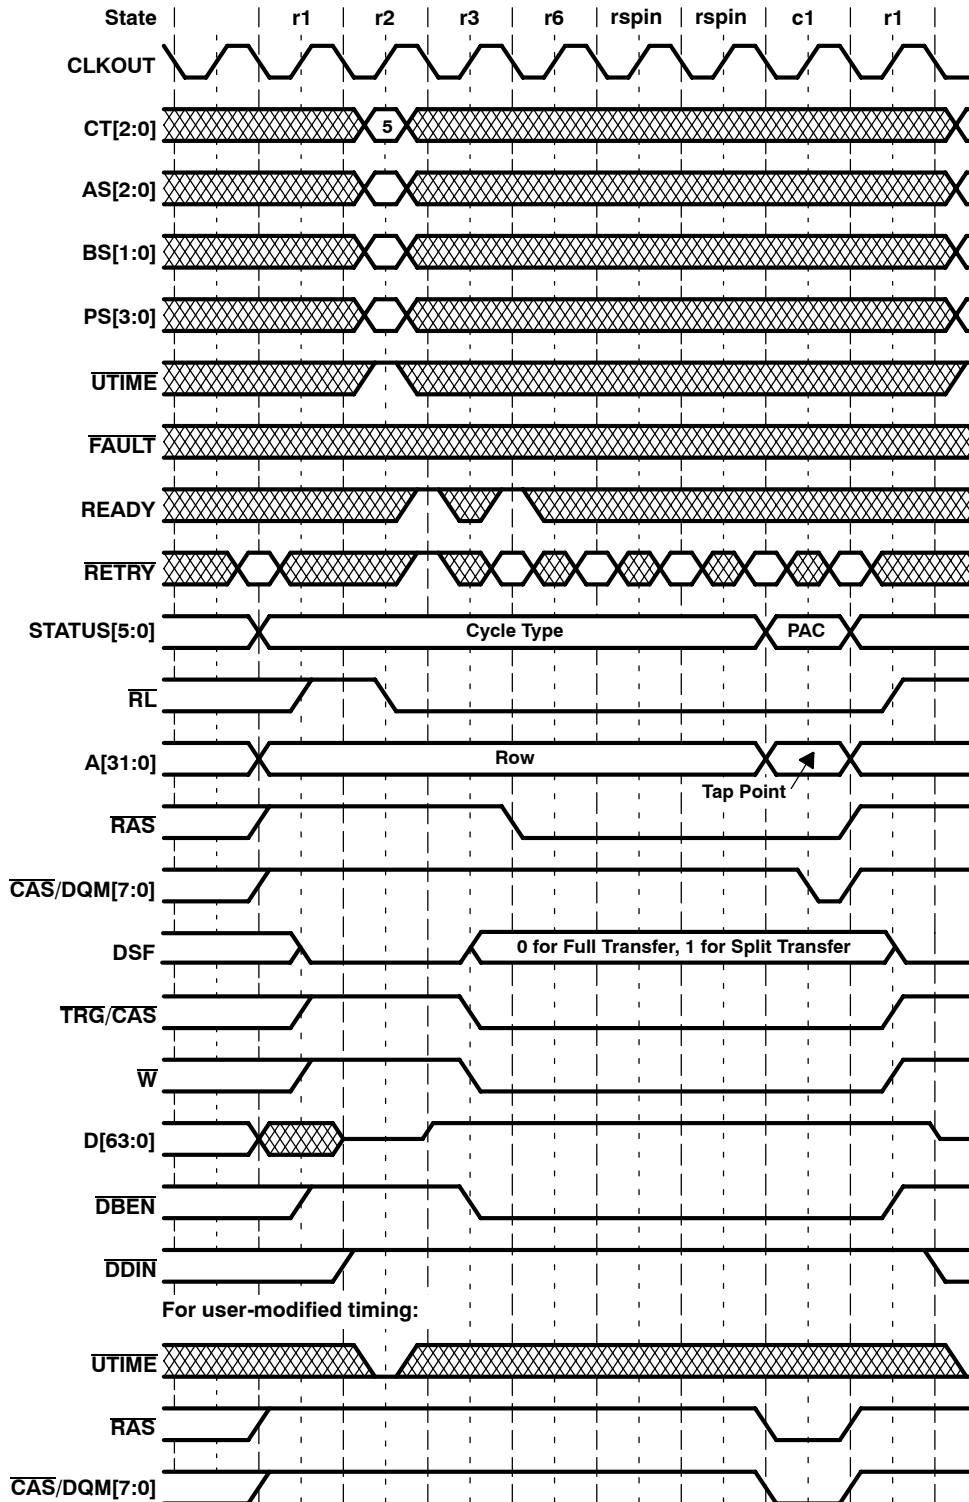 State r1 r2 r3 r6 rspin rspin c1 r1
CLKOUT
CT[2:0] 5
AS[2:0]
BS[1:0]
PS[3:0]
UTIME
FAULT
READY
RETRY
STATUS[5:0] Cycle Type PAC
RL
A[31:0] Row
Tap Point
RAS
CAS/DQM[7:0]
DSF 0 for Full Transfer, 1 for Split Transfer
TRG/CAS
W
D[63:0]
DBEN
DDIN
For user-modified timing:
UTIME
RAS
CAS/DQM[7:0]